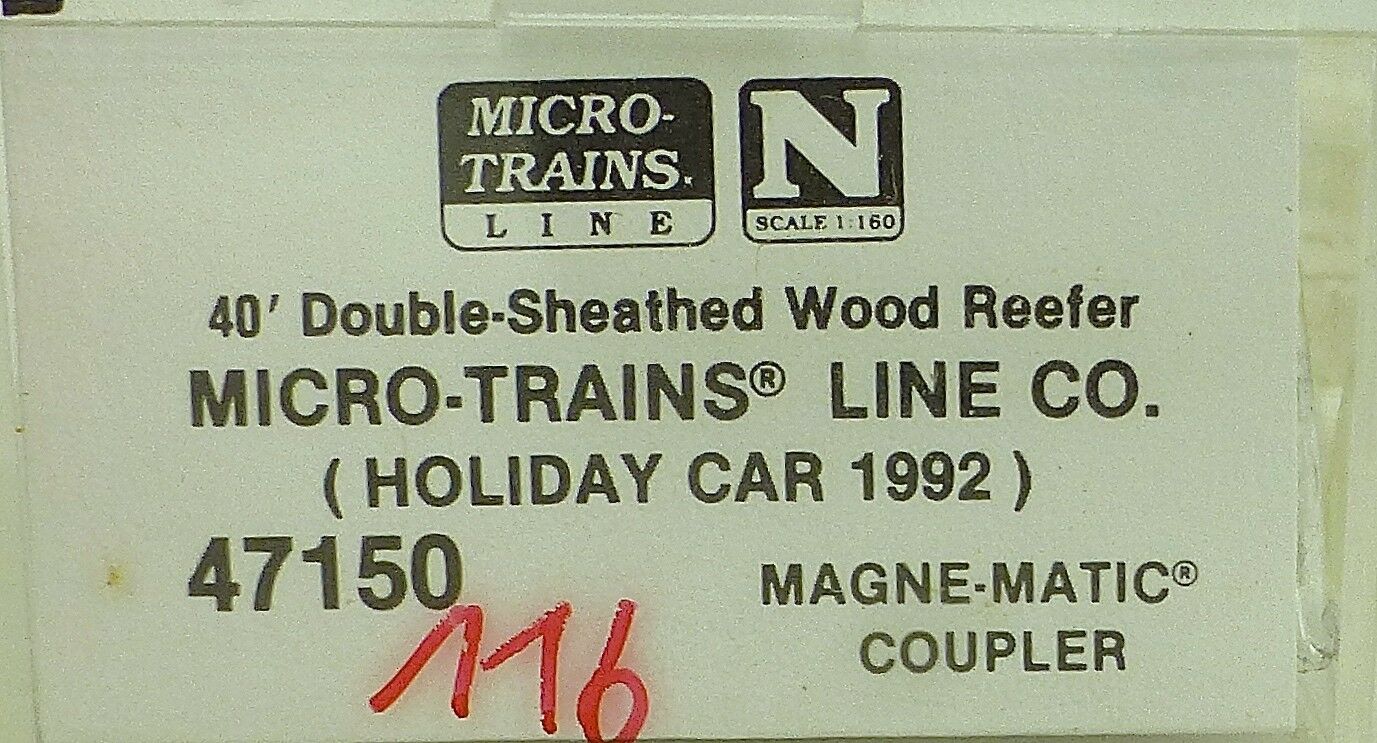 MICRO-
TRAINS.
LINE
N
SCALE 1:160
40' Double-Sheathed Wood Reefer
MICRO-TRAINS® LINE CO.
( HOLIDAY CAR 1992 )
47150
MAGNE-MATIC®
COUPLER
116